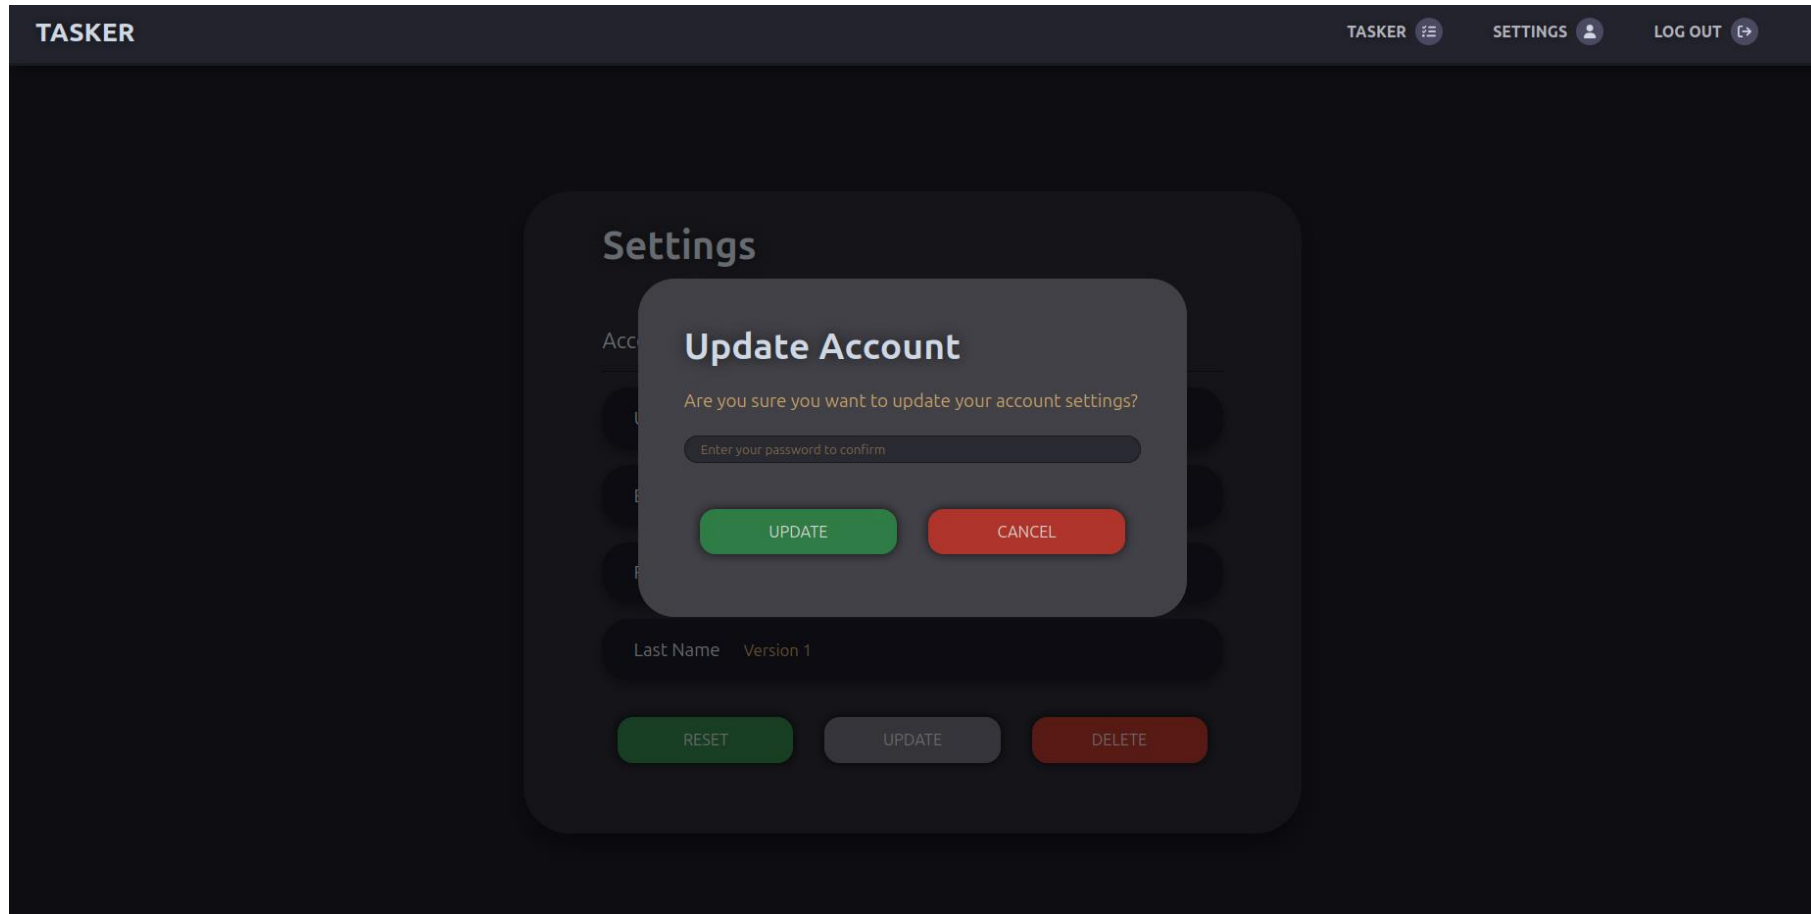 TASKER
TASKER SETTINGS LOG OUT
Settings
Update Account
Are you sure you want to update your account settings?
Enter your password to confirm
UPDATE CANCEL
Last Name Version 1
RESET UPDATE DELETE